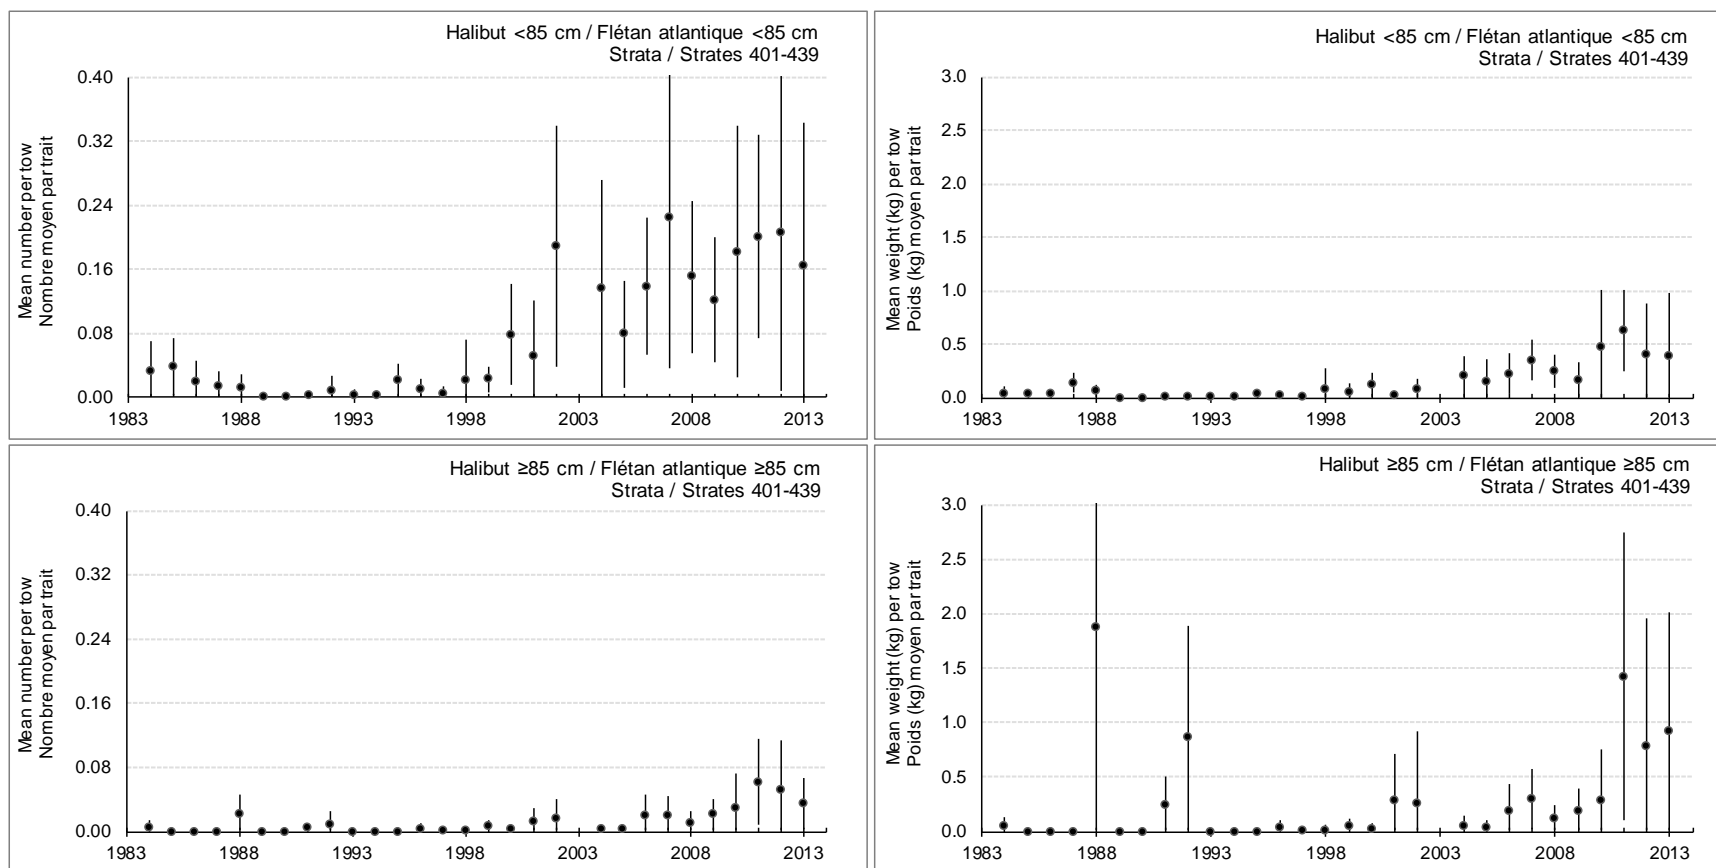 Halibut <85 cm / Flétan atlantique <85 cm
Strata / Strates 401-439
Mean number per tow
Nombre moyen par trait
0.40
0.32
0.24
0.16
0.08
0.00
1983 1988 1993 1998 2003 2008 2013
Halibut <85 cm / Flétan atlantique <85 cm
Strata / Strates 401-439
Mean weight (kg) per tow
Poids (kg) moyen par trait
3.0
2.5
2.0
1.5
1.0
0.5
0.0
1983 1988 1993 1998 2003 2008 2013
Halibut ≥85 cm / Flétan atlantique ≥85 cm
Strata / Strates 401-439
Mean number per tow
Nombre moyen par trait
0.40
0.32
0.24
0.16
0.08
0.00
1983 1988 1993 1998 2003 2008 2013
Halibut ≥85 cm / Flétan atlantique ≥85 cm
Strata / Strates 401-439
Mean weight (kg) per tow
Poids (kg) moyen par trait
3.0
2.5
2.0
1.5
1.0
0.5
0.0
1983 1988 1993 1998 2003 2008 2013